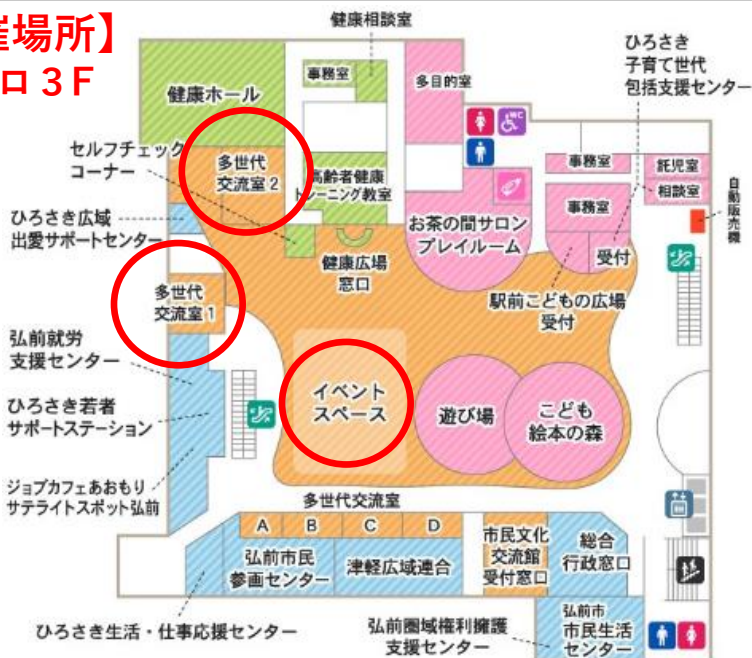 催場所】
ロ 3F
健康相談室
ひろさき
子育て世代
包括支援センター
事務室
多目的室
健康ホール
WC
セルフチェック
コーナー
多世代
交流室 2
高齢者健康
トレーニング教室
事務室
託児室
相談室
自動販売機
ひろさき広域
出愛サポートセンター
お茶の間サロン
プレイルーム
事務室
受付
健康広場
窓口
駅前こどもの広場
受付
多世代
交流室 1
弘前就労
支援センター
イベント
スペース
遊び場
こども
絵本の森
ひろさき若者
サポートステーション
ジョブカフェあおもり
サテライトスポット弘前
多世代交流室
A
B
C
D
弘前市民
参画センター
津軽広域連合
市民文化
交流館
受付窓口
総合
行政窓口
ひろさき生活・仕事応援センター
弘前圏域権利擁護
支援センター
弘前市
市民生活
センター